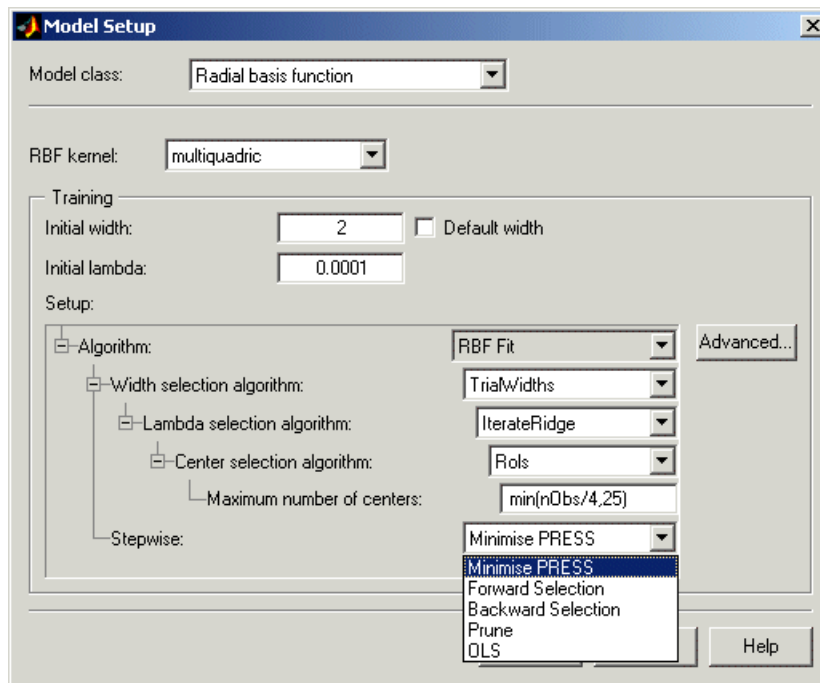 Model Setup
Model class: Radial basis function
RBF kernel: multiquadric
Training
Initial width: 2 Default width
Initial lambda: 0.0001
Setup:
Algorithm: RBF Fit Advanced...
Width selection algorithm: TrialWidths
Lambda selection algorithm: IterateRidge
Center selection algorithm: Rols
Maximum number of centers: min(nObs/4,25)
Stepwise: Minimise PRESS
Minimise PRESS
Forward Selection
Backward Selection
Prune
OLS
Help